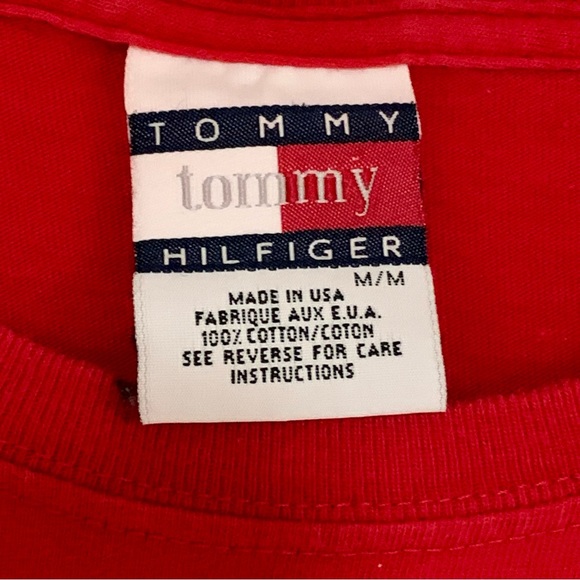 TOMMY
tommy
HILFIGER
M/M
MADE IN USA
FABRIQUE AUX E.U.A.
100% COTTON/COTON
SEE REVERSE FOR CARE
INSTRUCTIONS